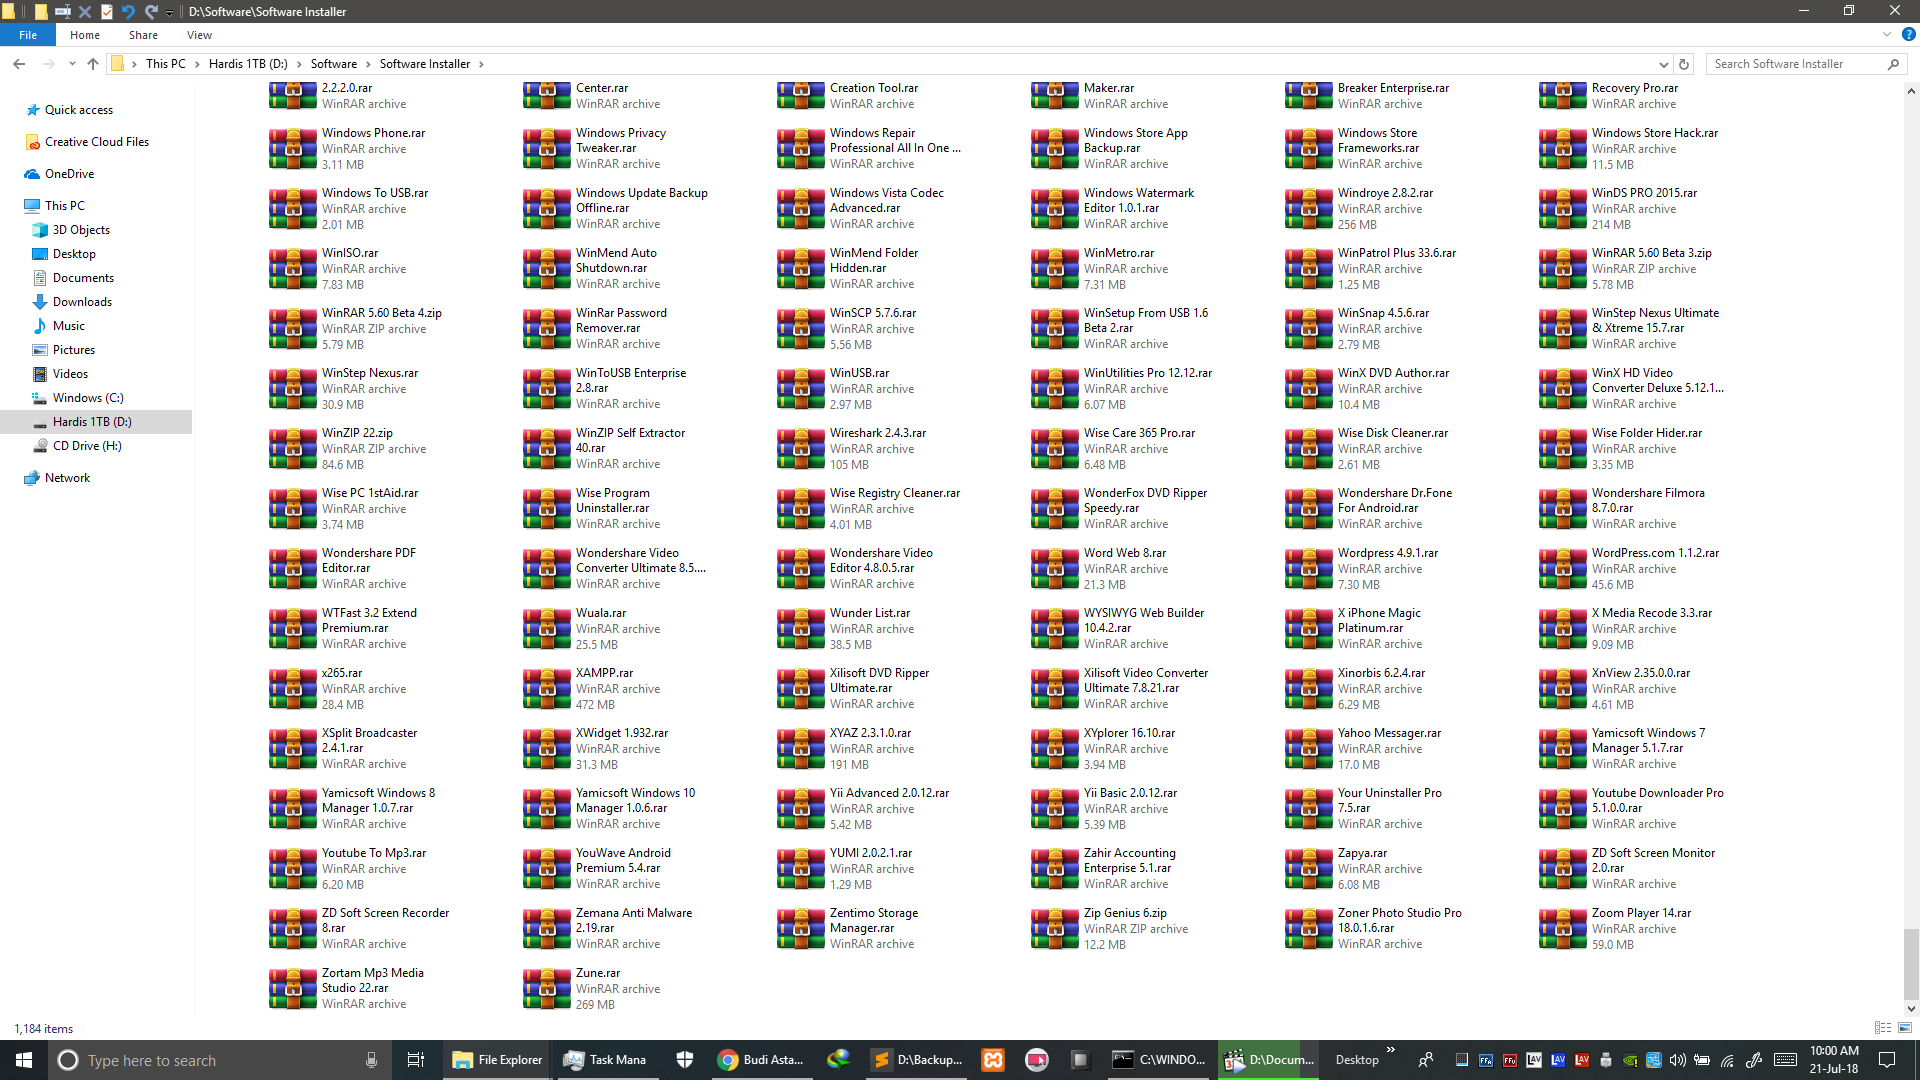 D:\Software\Software Installer
File
Home
Share
View
This PC
Hardis 1TB (D:)
Software
Software Installer
Search Software Installer
Quick access
Creative Cloud Files
OneDrive
This PC
3D Objects
Desktop
Documents
Downloads
Music
Pictures
Videos
Windows (C:)
Hardis 1TB (D:)
CD Drive (H:)
Network
2.2.2.0.rar
WinRAR archive
Center.rar
WinRAR archive
Creation Tool.rar
WinRAR archive
Maker.rar
WinRAR archive
Breaker Enterprise.rar
WinRAR archive
Recovery Pro.rar
WinRAR archive
Windows Phone.rar
WinRAR archive
3.11 MB
Windows Privacy
Tweaker.rar
WinRAR archive
Windows Repair
Professional All In One ...
WinRAR archive
Windows Store App
Backup.rar
WinRAR archive
Windows Store
Frameworks.rar
WinRAR archive
Windows Store Hack.rar
WinRAR archive
11.5 MB
Windows To USB.rar
WinRAR archive
2.01 MB
Windows Update Backup
Offline.rar
WinRAR archive
Windows Vista Codec
Advanced.rar
WinRAR archive
Windows Watermark
Editor 1.0.1.rar
WinRAR archive
Windroye 2.8.2.rar
WinRAR archive
256 MB
WinDS PRO 2015.rar
WinRAR archive
214 MB
WinISO.rar
WinRAR archive
7.83 MB
WinMend Auto
Shutdown.rar
WinRAR archive
WinMend Folder
Hidden.rar
WinRAR archive
WinMetro.rar
WinRAR archive
7.31 MB
WinPatrol Plus 33.6.rar
WinRAR archive
1.25 MB
WinRAR 5.60 Beta 3.zip
WinRAR ZIP archive
5.78 MB
WinRAR 5.60 Beta 4.zip
WinRAR ZIP archive
5.79 MB
WinRar Password
Remover.rar
WinRAR archive
WinSCP 5.7.6.rar
WinRAR archive
5.56 MB
WinSetup From USB 1.6
Beta 2.rar
WinRAR archive
WinSnap 4.5.6.rar
WinRAR archive
2.79 MB
WinStep Nexus Ultimate
& Xtreme 15.7.rar
WinRAR archive
WinStep Nexus.rar
WinRAR archive
30.9 MB
WinToUSB Enterprise
2.8.rar
WinRAR archive
WinUSB.rar
WinRAR archive
2.97 MB
WinUtilities Pro 12.12.rar
WinRAR archive
6.07 MB
WinX DVD Author.rar
WinRAR archive
10.4 MB
WinX HD Video
Converter Deluxe 5.12.1...
WinRAR archive
WinZIP 22.zip
WinRAR ZIP archive
84.6 MB
WinZIP Self Extractor
40.rar
WinRAR archive
Wireshark 2.4.3.rar
WinRAR archive
105 MB
Wise Care 365 Pro.rar
WinRAR archive
6.48 MB
Wise Disk Cleaner.rar
WinRAR archive
2.61 MB
Wise Folder Hider.rar
WinRAR archive
3.35 MB
Wise PC 1stAid.rar
WinRAR archive
3.74 MB
Wise Program
Uninstaller.rar
WinRAR archive
Wise Registry Cleaner.rar
WinRAR archive
4.01 MB
WonderFox DVD Ripper
Speedy.rar
WinRAR archive
Wondershare Dr.Fone
For Android.rar
WinRAR archive
Wondershare Filmora
8.7.0.rar
WinRAR archive
Wondershare PDF
Editor.rar
WinRAR archive
Wondershare Video
Converter Ultimate 8.5....
WinRAR archive
Wondershare Video
Editor 4.8.0.5.rar
WinRAR archive
Word Web 8.rar
WinRAR archive
21.3 MB
Wordpress 4.9.1.rar
WinRAR archive
7.30 MB
WordPress.com 1.1.2.rar
WinRAR archive
45.6 MB
WTFast 3.2 Extend
Premium.rar
WinRAR archive
Wuala.rar
WinRAR archive
25.5 MB
Wunder List.rar
WinRAR archive
38.5 MB
WYSIWYG Web Builder
10.4.2.rar
WinRAR archive
X iPhone Magic
Platinum.rar
WinRAR archive
X Media Recode 3.3.rar
WinRAR archive
9.09 MB
x265.rar
WinRAR archive
28.4 MB
XAMPP.rar
WinRAR archive
472 MB
Xilisoft DVD Ripper
Ultimate.rar
WinRAR archive
Xilisoft Video Converter
Ultimate 7.8.21.rar
WinRAR archive
Xinorbis 6.2.4.rar
WinRAR archive
6.29 MB
XnView 2.35.0.0.rar
WinRAR archive
4.61 MB
XSplit Broadcaster
2.4.1.rar
WinRAR archive
XWidget 1.932.rar
WinRAR archive
31.3 MB
XYAZ 2.3.1.0.rar
WinRAR archive
191 MB
XYplorer 16.10.rar
WinRAR archive
3.94 MB
Yahoo Messager.rar
WinRAR archive
17.0 MB
Yamicsoft Windows 7
Manager 5.1.7.rar
WinRAR archive
Yamicsoft Windows 8
Manager 1.0.7.rar
WinRAR archive
Yamicsoft Windows 10
Manager 1.0.6.rar
WinRAR archive
Yii Advanced 2.0.12.rar
WinRAR archive
5.42 MB
Yii Basic 2.0.12.rar
WinRAR archive
5.39 MB
Your Uninstaller Pro
7.5.rar
WinRAR archive
Youtube Downloader Pro
5.1.0.0.rar
WinRAR archive
Youtube To Mp3.rar
WinRAR archive
6.20 MB
YouWave Android
Premium 5.4.rar
WinRAR archive
YUMI 2.0.2.1.rar
WinRAR archive
1.29 MB
Zahir Accounting
Enterprise 5.1.rar
WinRAR archive
Zapya.rar
WinRAR archive
6.08 MB
ZD Soft Screen Monitor
2.0.rar
WinRAR archive
ZD Soft Screen Recorder
8.rar
WinRAR archive
Zemana Anti Malware
2.19.rar
WinRAR archive
Zentimo Storage
Manager.rar
WinRAR archive
Zip Genius 6.zip
WinRAR ZIP archive
12.2 MB
Zoner Photo Studio Pro
18.0.1.6.rar
WinRAR archive
Zoom Player 14.rar
WinRAR archive
59.0 MB
Zortam Mp3 Media
Studio 22.rar
WinRAR archive
Zune.rar
WinRAR archive
269 MB
1,184 items
Type here to search
File Explorer
Task Mana
Budi Asta...
D:\Backup...
C:\WINDO...
D:\Docum...
Desktop
FFa
FFu
LAV
LAV
LAV
10:00 AM
21-Jul-18